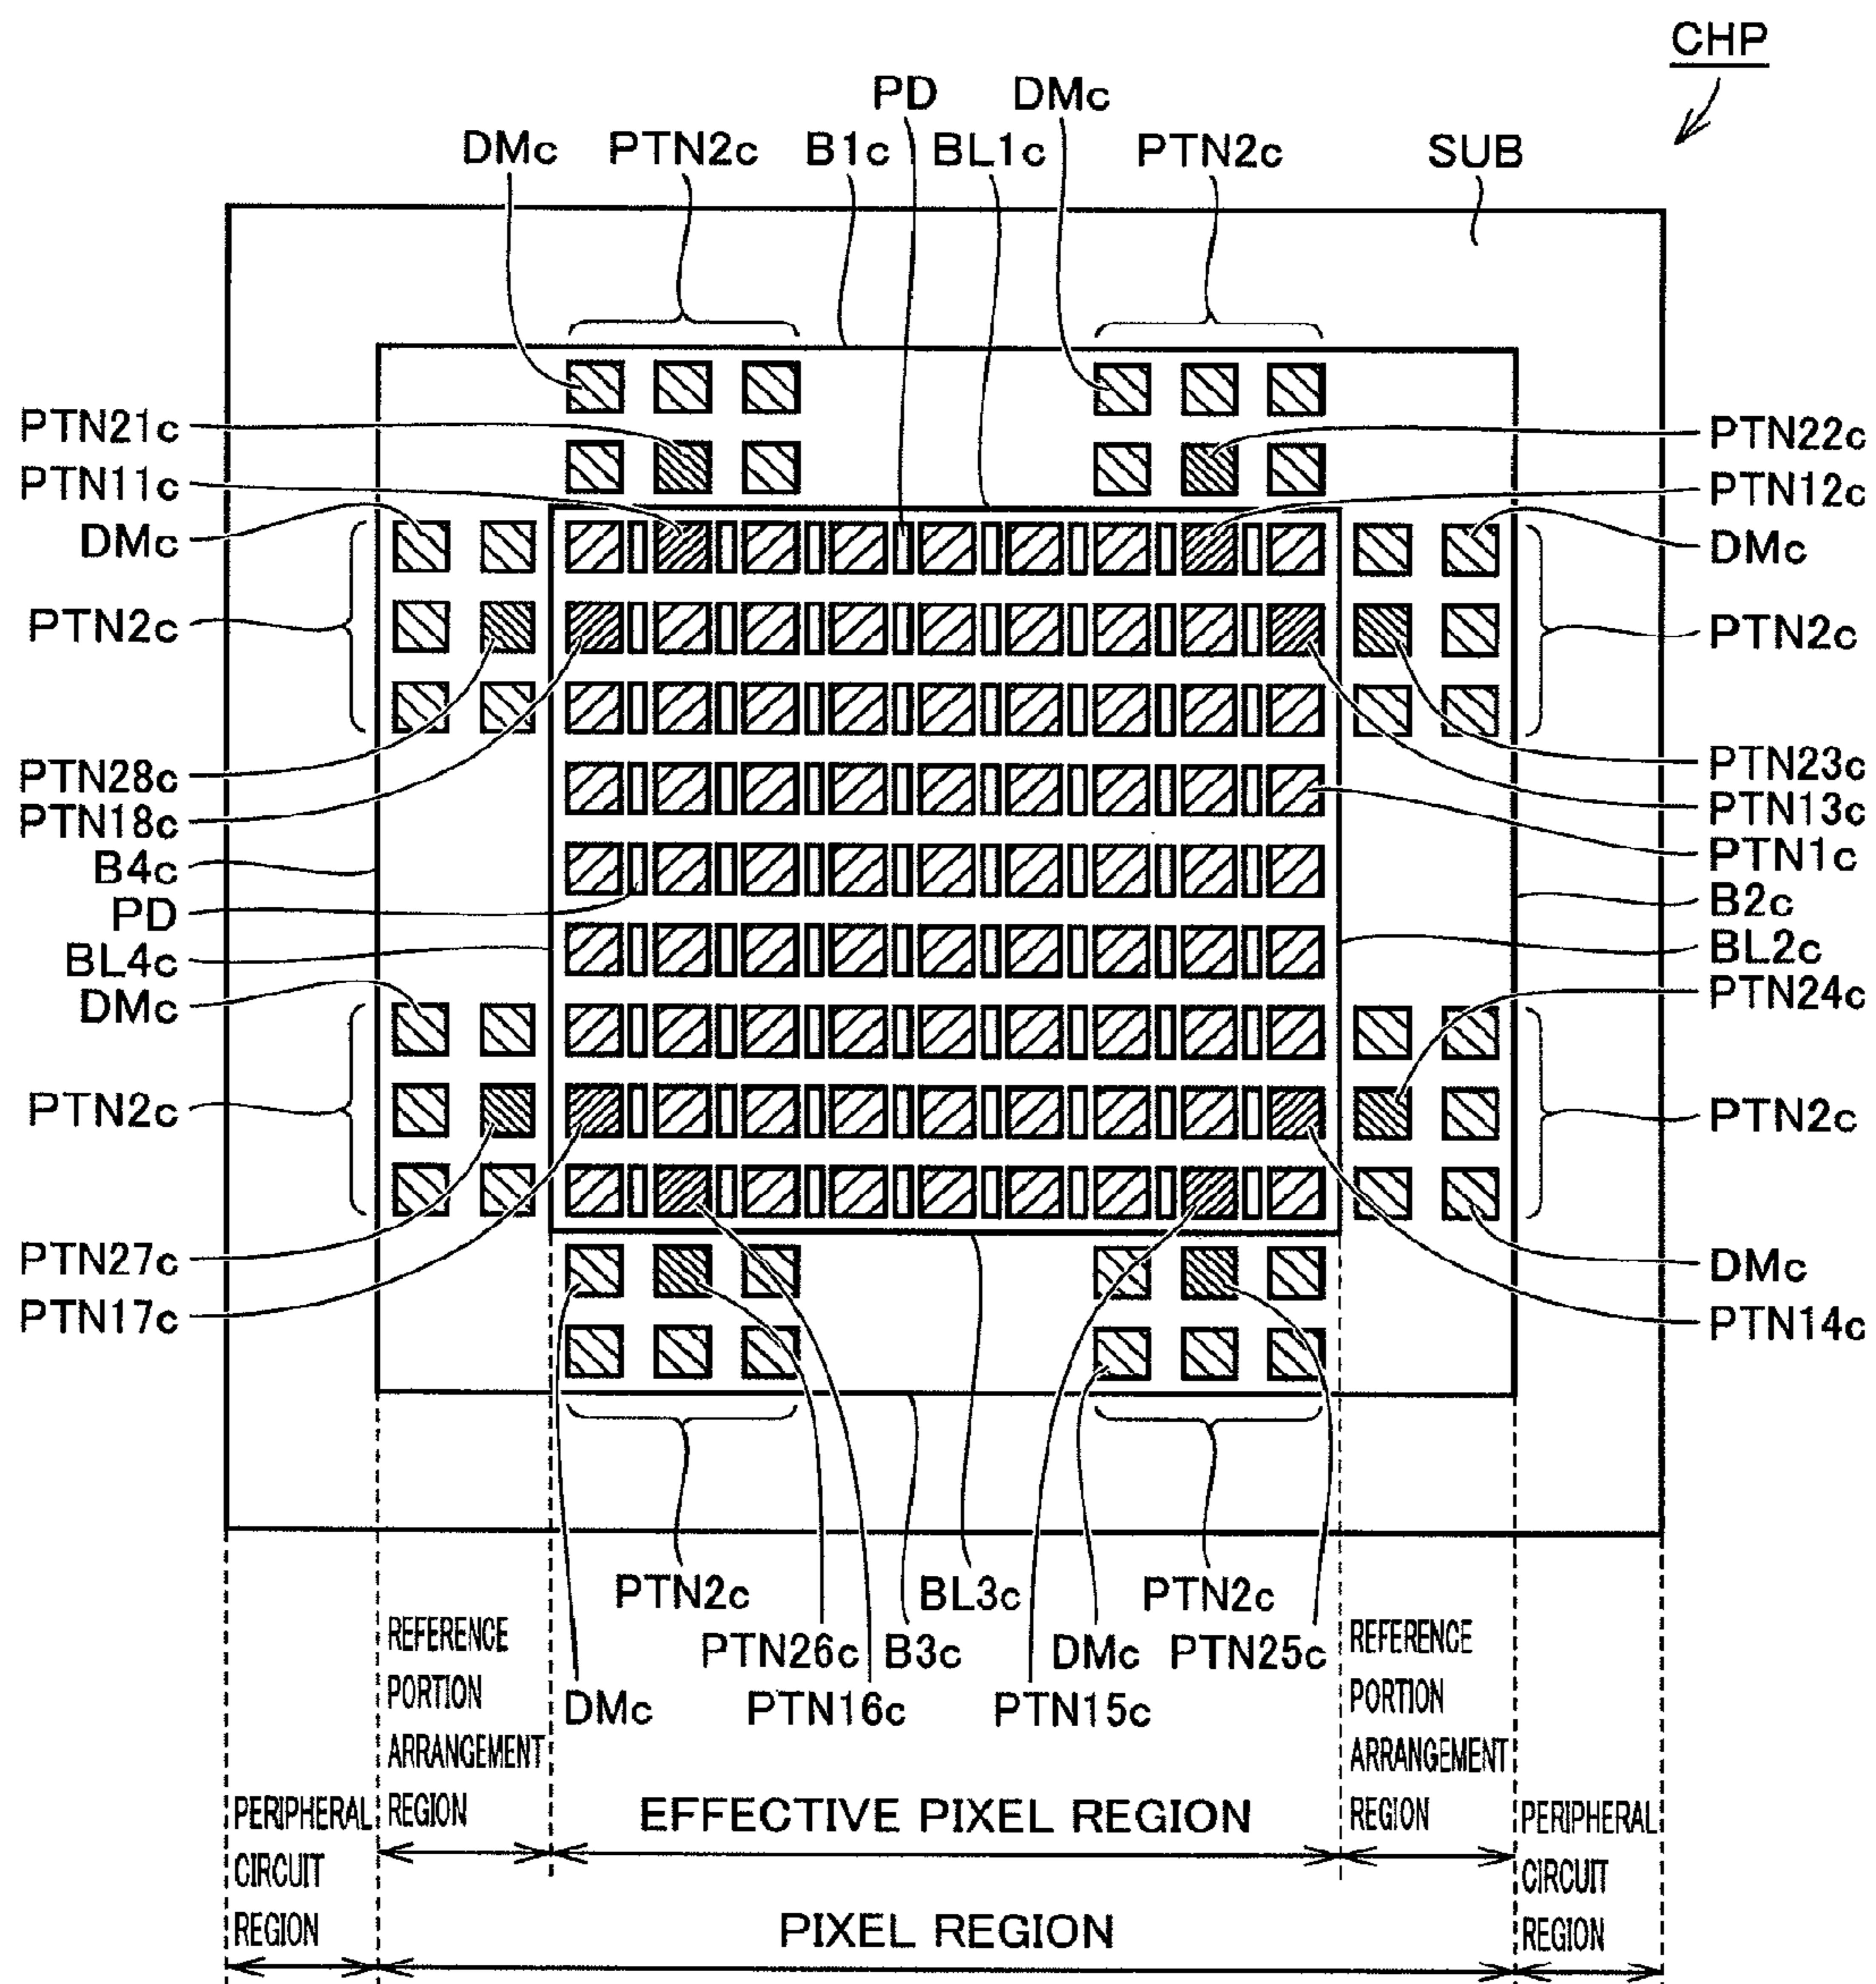 CHP
PD
DMc
DMc
PTN2c
B1c
BL1c
PTN2c
SUB
PTN21c
PTN11c
DMc
PTN2c
PTN28c
PTN18c
B4c
PD
BL4c
DMc
PTN2c
PTN27c
PTN17c
PTN22c
PTN12c
DMc
PTN2c
PTN23c
PTN13c
PTN1c
B2c
BL2c
PTN24c
PTN2c
DMc
PTN14c
PTN2c
BL3c
PTN2c
PTN26c
B3c
DMc
PTN25c
DMc
PTN16c
PTN15c
REFERENCE
PORTION
ARRANGEMENT
REGION
REFERENCE
PORTION
ARRANGEMENT
REGION
EFFECTIVE PIXEL REGION
PERIPHERAL
CIRCUIT
REGION
PERIPHERAL
CIRCUIT
REGION
PIXEL REGION